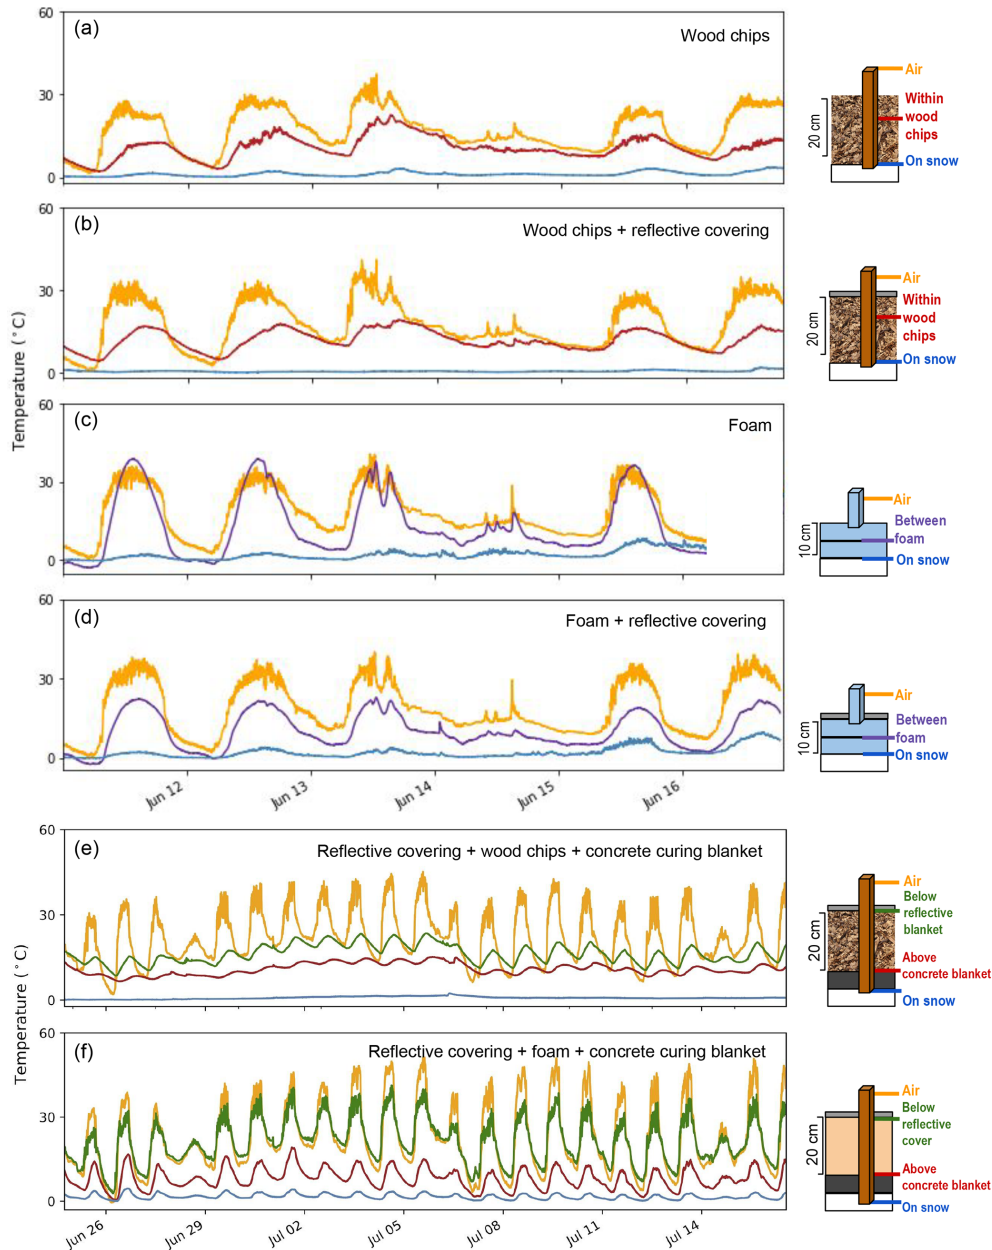 60
(a)
Wood chips
30
0
Air
Within
wood
chips
On snow
20 cm
60
(b)
Wood chips + reflective covering
30
0
Air
Within
wood
chips
On snow
20 cm
Temperature (°C)
60
(c)
Foam
30
0
Air
Between
foam
On snow
10 cm
60
(d)
Foam + reflective covering
30
0
Air
Between
foam
On snow
10 cm
Jun 12
Jun 13
Jun 14
Jun 15
Jun 16
60
(e)
Reflective covering + wood chips + concrete curing blanket
30
0
Air
Below
reflective
blanket
Above
concrete blanket
On snow
20 cm
Temperature (°C)
60
(f)
Reflective covering + foam + concrete curing blanket
30
0
Air
Below
reflective
cover
Above
concrete blanket
On snow
20 cm
Jun 26
Jun 29
Jul 02
Jul 05
Jul 08
Jul 11
Jul 14